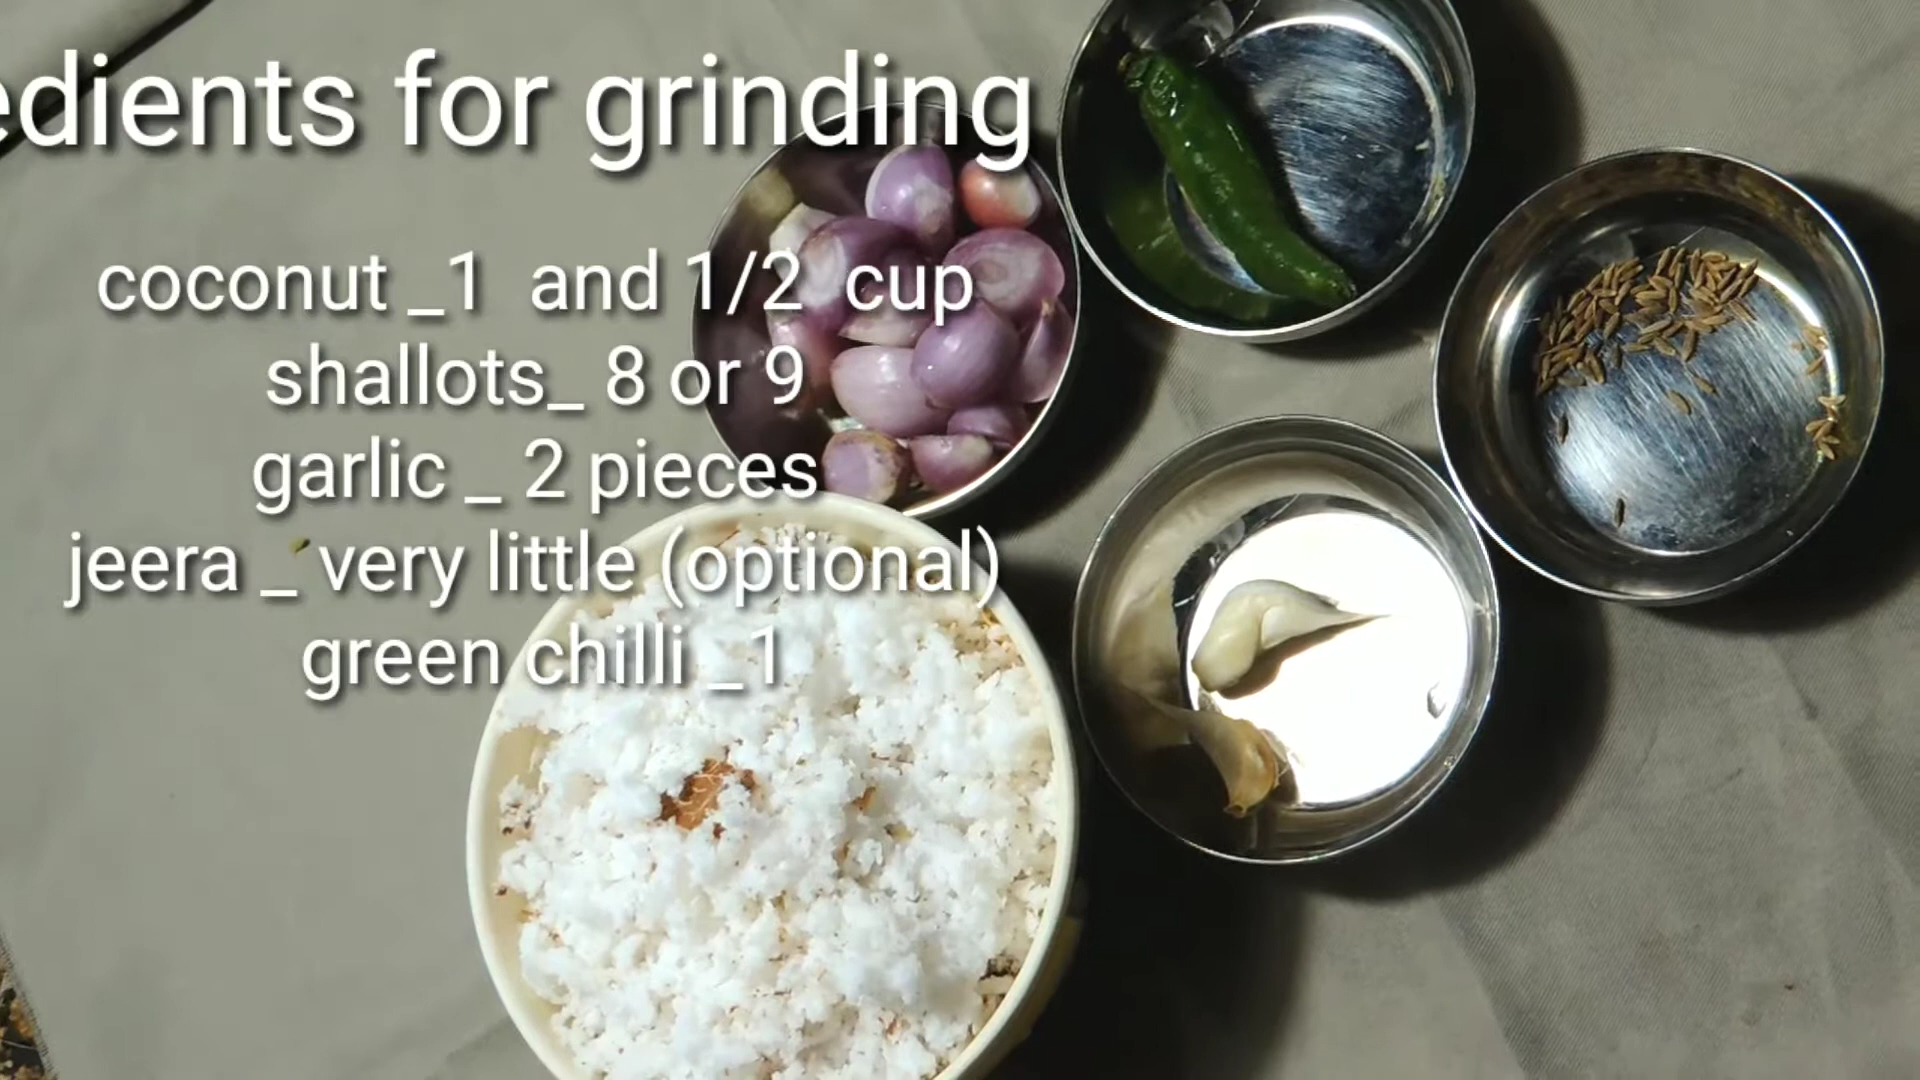 edients for grinding
coconut _1 and 1/2 cup
shallots_ 8 or 9
garlic _ 2 pieces
jeera _ very little (optional)
green chilli _1